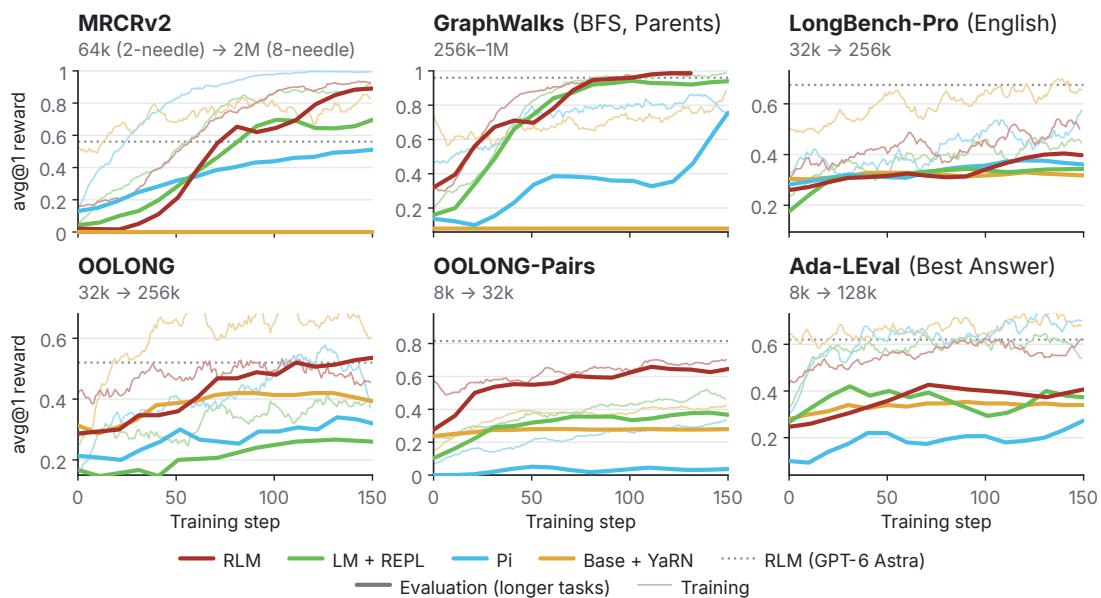 MRCRv2
64k (2-needle) → 2M (8-needle)
GraphWalks (BFS, Parents)
256k–1M
LongBench-Pro (English)
32k → 256k
avg@1 reward
1
0.8
0.6
0.4
0.2
0
1
0.8
0.6
0.4
0.2
0.6
0.4
0.2
OOLONG
32k → 256k
OOLONG-Pairs
8k → 32k
Ada-LEval (Best Answer)
8k → 128k
avg@1 reward
0.6
0.4
0.2
0.8
0.6
0.4
0.2
0
0.6
0.4
0.2
0 50 100 150
0 50 100 150
0 50 100 150
Training step
Training step
Training step
RLM LM + REPL Pi Base + YaRN RLM (GPT-6 Astra)
Evaluation (longer tasks) Training